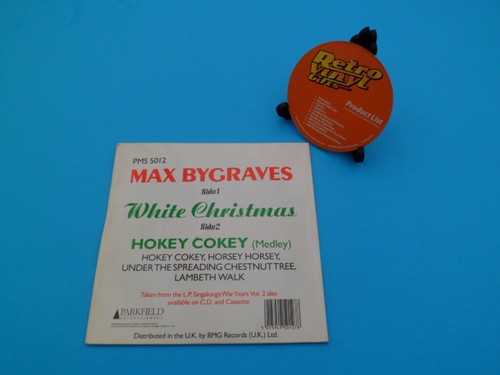 PMS 5012
MAX BYGRAVES
Side 1
White Christmas
Side 2
HOKEY COKEY (Medley)
HOKEY COKEY, HORSEY HORSEY,
UNDER THE SPREADING CHESTNUT TREE,
LAMBETH WALK
Taken from the L.P. Singalonga War Years Vol. 2 also
available on C.D. and Cassette
PARKFIELD
ENTERTAINMENT
Distributed in the U.K. by BMG Records (U.K.) Ltd.
Retro
Vinyl
Gifts
Product List